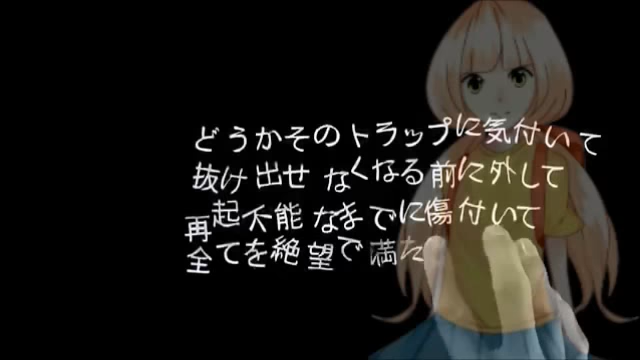 どうかそのトラップに気付いて
抜け出せなくなる前に外して
再起不能なまでに傷付いて
全てを絶望で満た